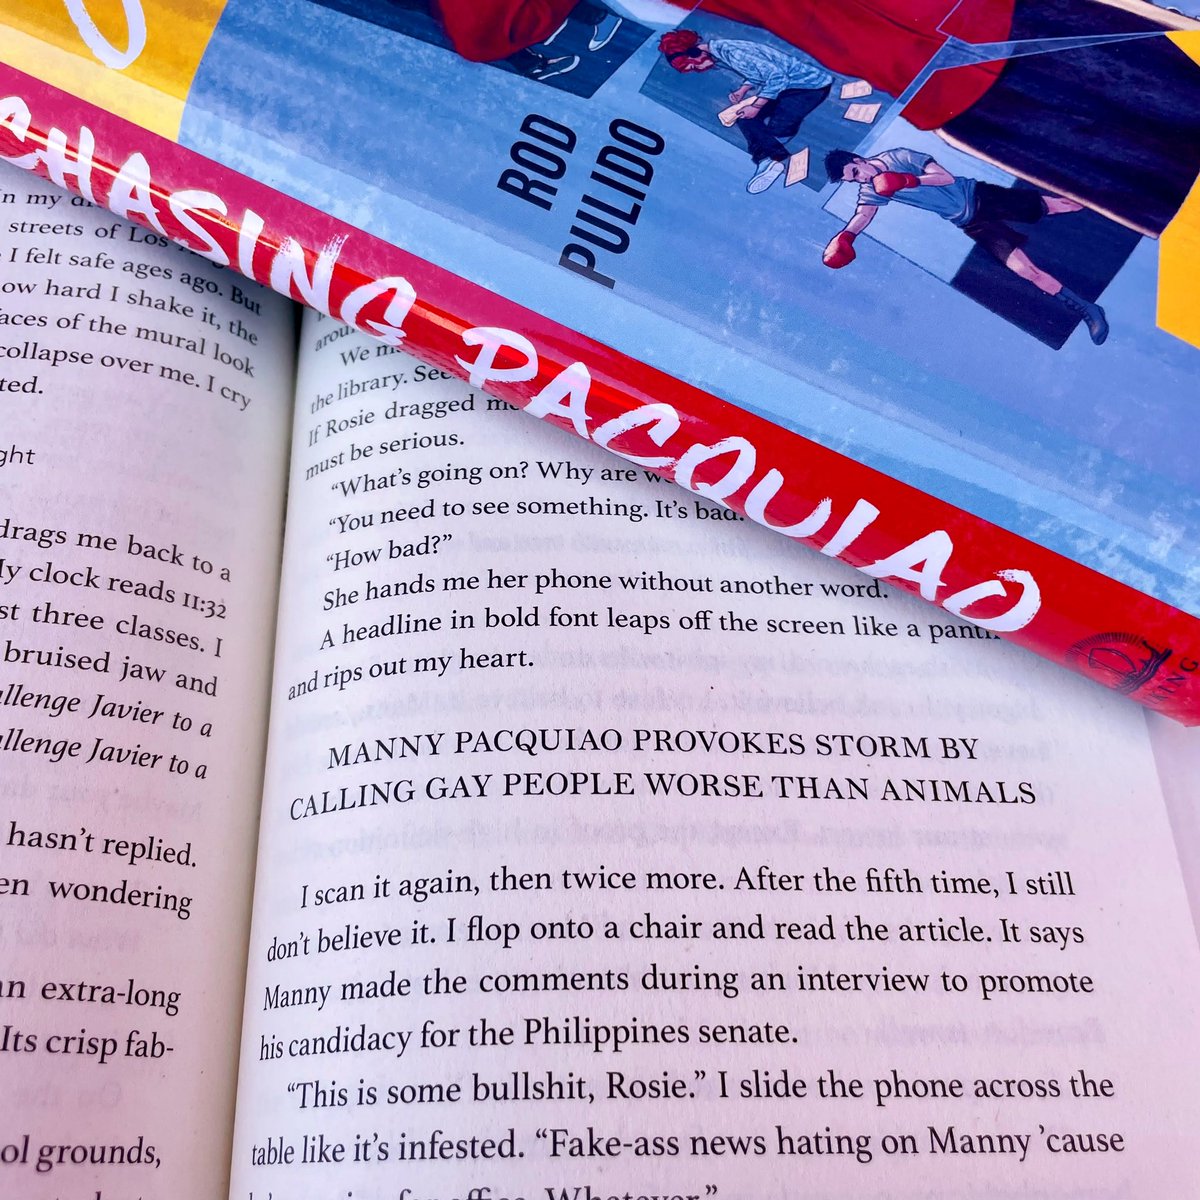 ROD
PULIDO
CHASING PACQUIAO
in my
streets of Los
I felt safe ages ago. But
ow hard I shake it, the
aces of the mural look
collapse over me. I cry
ted.
ght
drags me back to a
My clock reads 11:32
st three classes. I
bruised jaw and
allenge Javier to a
allenge Javier to a
hasn't replied.
en wondering
an extra-long
Its crisp fab-
ol grounds,
arou
We m
the library. See
If Rosie dragged me
must be serious.
“What's going on? Why are w
“You need to see something. It's bad.
“How bad?”
She hands me her phone without another word.
A headline in bold font leaps off the screen like a panth
and rips out my heart.
MANNY PACQUIAO PROVOKES STORM BY
CALLING GAY PEOPLE WORSE THAN ANIMALS
I scan it again, then twice more. After the fifth time, I still
don't believe it. I flop onto a chair and read the article. It says
Manny made the comments during an interview to promote
his candidacy for the Philippines senate.
“This is some bullshit, Rosie.” I slide the phone across the
table like it's infested. “Fake-ass news hating on Manny ’cause
for office. Whatever.”